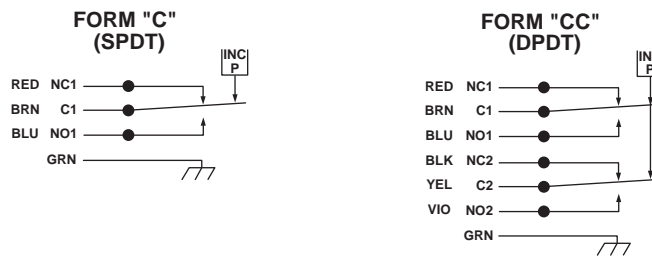 FORM "C"
(SPDT)
INC
P
RED NC1
BRN C1
BLU NO1
GRN
FORM "CC"
(DPDT)
IN
P
RED NC1
BRN C1
BLU NO1
BLK NC2
YEL C2
VIO NO2
GRN